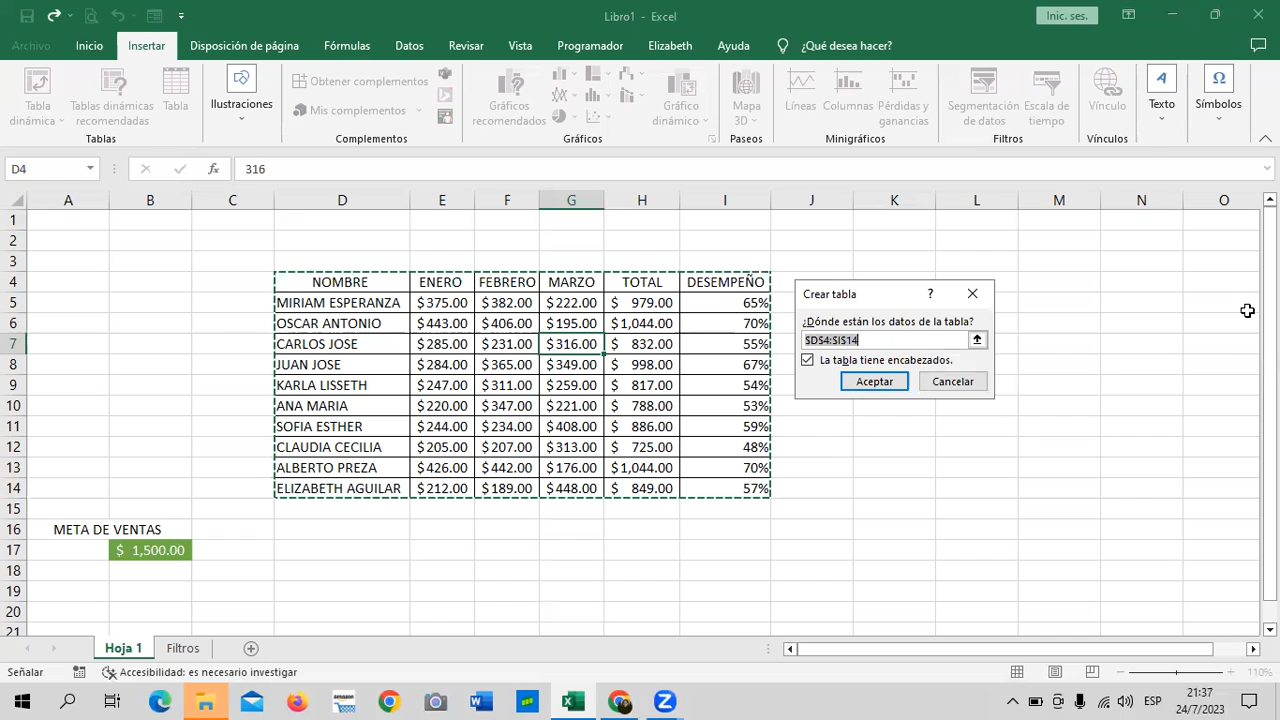 Libro1 - Excel
Inic. ses.
Archivo Inicio Insertar Disposición de página Fórmulas Datos Revisar Vista Programador Elizabeth Ayuda ¿Qué desea hacer?
Tabla dinámica
Tablas dinámicas recomendadas
Tabla
Ilustraciones
Obtener complementos
Mis complementos
Gráficos recomendados
Gráfico dinámico
Mapa 3D
Líneas
Columnas
Pérdidas y ganancias
Segmentación de datos
Escala de tiempo
Vínculo
A
Texto
Ω
Símbolos
Tablas Complementos Gráficos Paseos Minigráficos Filtros Vínculos
D4 fx 316
A B C D E F G H I J K L M N O
1
2
3
4 NOMBRE ENERO FEBRERO MARZO TOTAL DESEMPEÑO
5 MIRIAM ESPERANZA $375.00 $382.00 $222.00 $ 979.00 65%
6 OSCAR ANTONIO $443.00 $406.00 $195.00 $1,044.00 70%
7 CARLOS JOSE $285.00 $231.00 $316.00 $ 832.00 55%
8 JUAN JOSE $284.00 $365.00 $349.00 $ 998.00 67%
9 KARLA LISSETH $247.00 $311.00 $259.00 $ 817.00 54%
10 ANA MARIA $220.00 $347.00 $221.00 $ 788.00 53%
11 SOFIA ESTHER $244.00 $234.00 $408.00 $ 886.00 59%
12 CLAUDIA CECILIA $205.00 $207.00 $313.00 $ 725.00 48%
13 ALBERTO PREZA $426.00 $442.00 $176.00 $1,044.00 70%
14 ELIZABETH AGUILAR $212.00 $189.00 $448.00 $ 849.00 57%
15
16 META DE VENTAS
17 $ 1,500.00
18
19
20
21
Crear tabla ?
¿Dónde están los datos de la tabla?
$D$4:$I$14
La tabla tiene encabezados.
Aceptar Cancelar
Hoja 1 Filtros
Señalar Accesibilidad: es necesario investigar 110%
ESP
21:37
24/7/2023